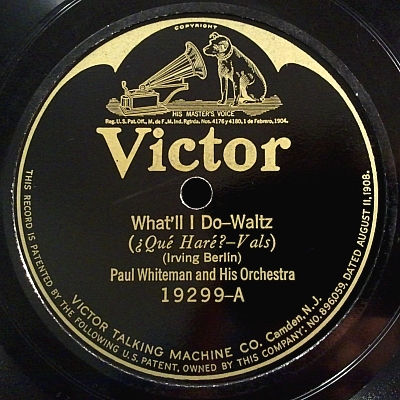 COPYRIGHT
HIS MASTER'S VOICE
Reg. U.S. Pat. Off., M. de F., M. Ind. Rgtrda. Nos. 4176 y 4180, 1 de Febrero, 1904.
Victor
What'll I Do—Waltz
(¿Qué Haré?—Vals)
(Irving Berlin)
Paul Whiteman and His Orchestra
19299-A
VICTOR TALKING MACHINE CO. Camden, N.J.
THIS RECORD IS PATENTED BY THE FOLLOWING U.S. PATENT, OWNED BY THIS COMPANY: NO. 896059, DATED AUGUST 11, 1908.